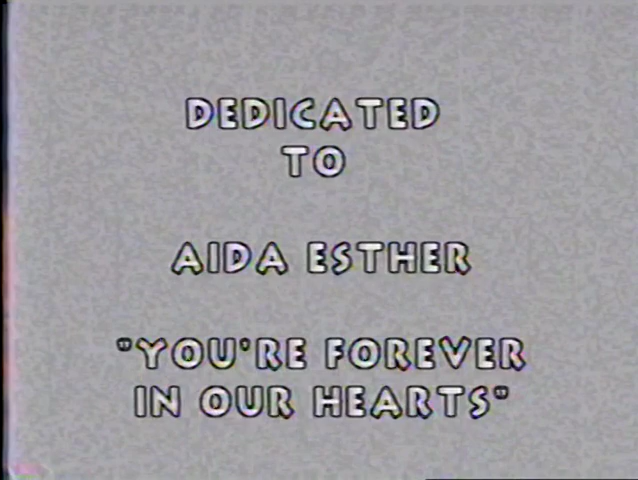 DEDICATED
TO
AIDA ESTHER
"YOU'RE FOREVER
IN OUR HEARTS"